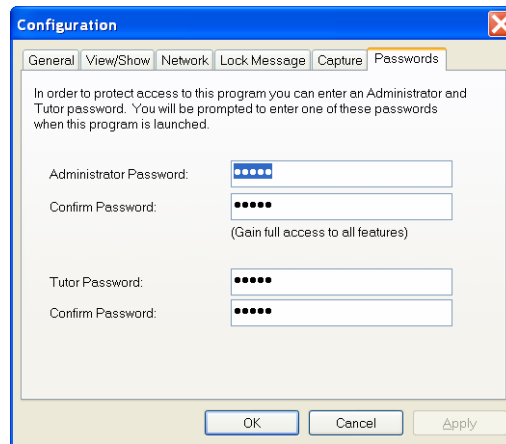 Configuration
General View/Show Network Lock Message Capture Passwords
In order to protect access to this program you can enter an Administrator and
Tutor password. You will be prompted to enter one of these passwords
when this program is launched.
Administrator Password: •••••
Confirm Password: •••••
(Gain full access to all features)
Tutor Password: •••••
Confirm Password: •••••
OK Cancel Apply